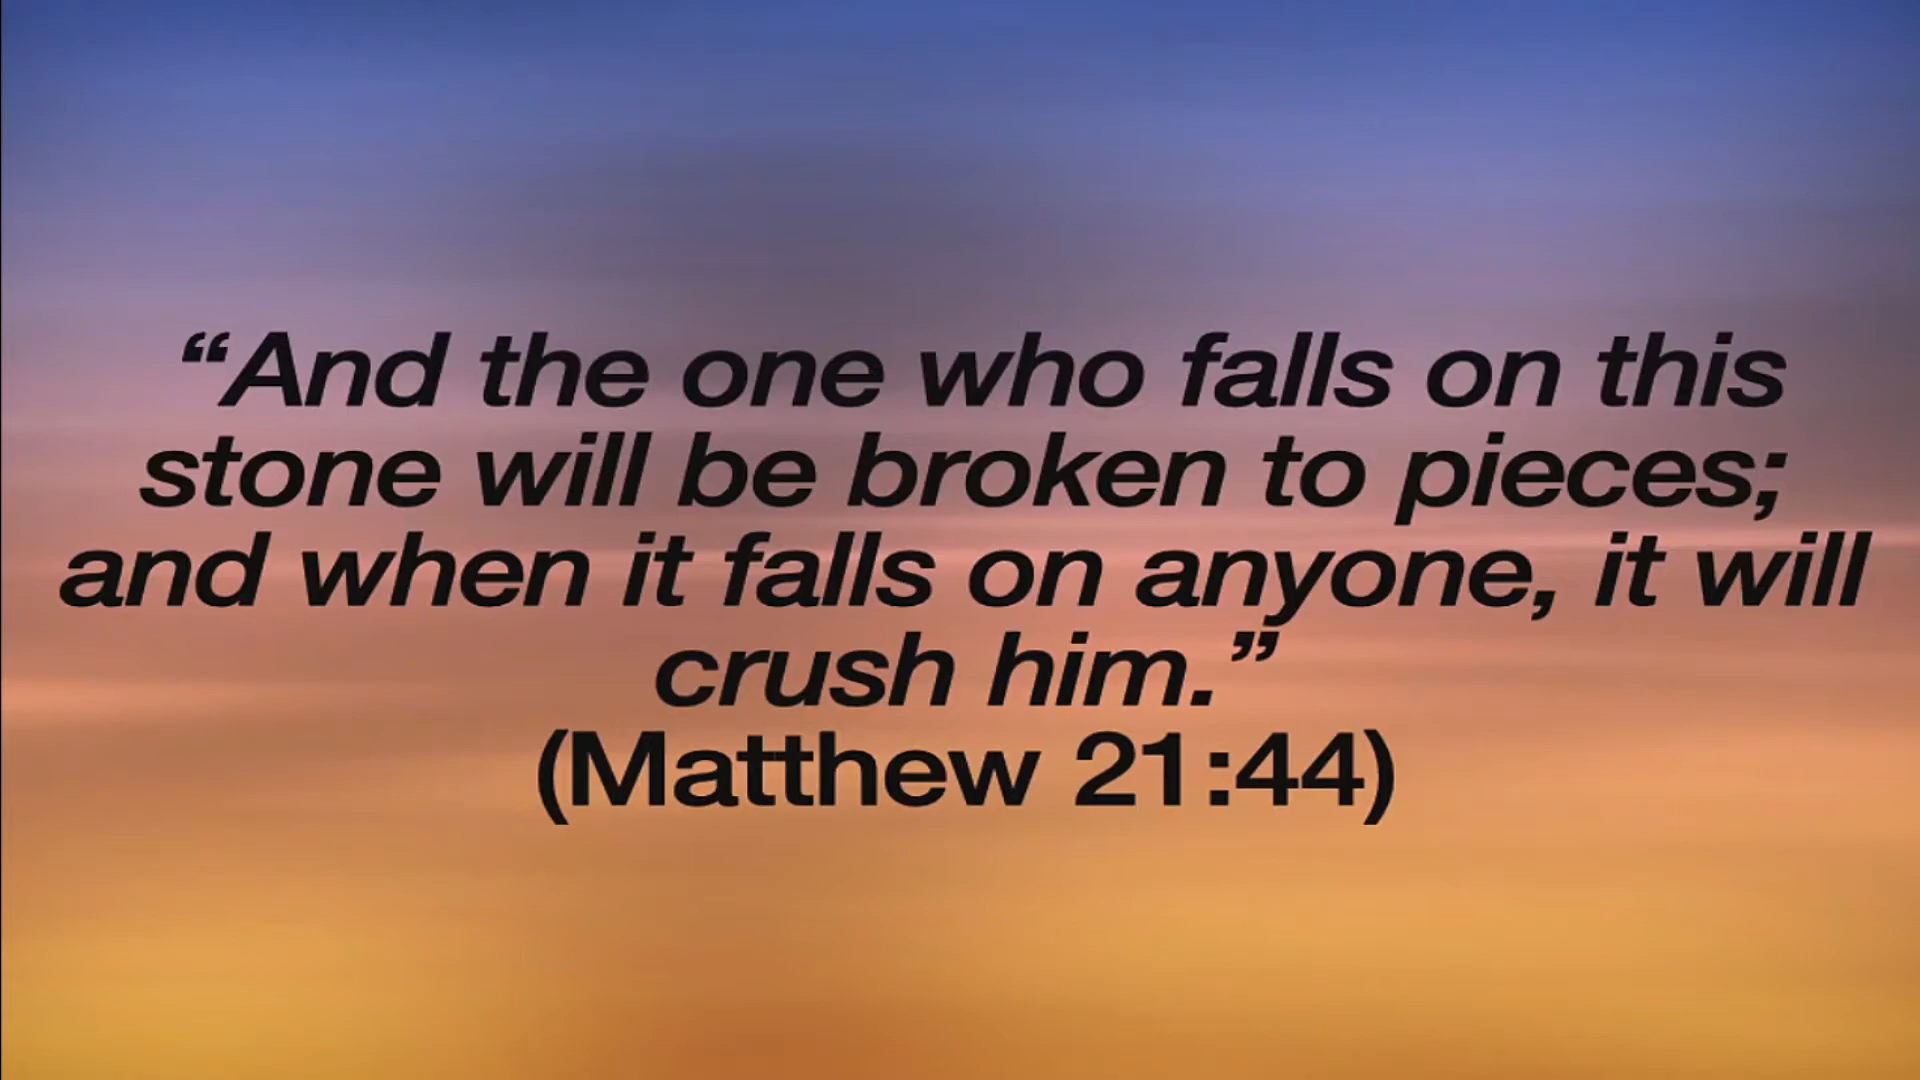 “And the one who falls on this
stone will be broken to pieces;
and when it falls on anyone, it will
crush him.”
(Matthew 21:44)